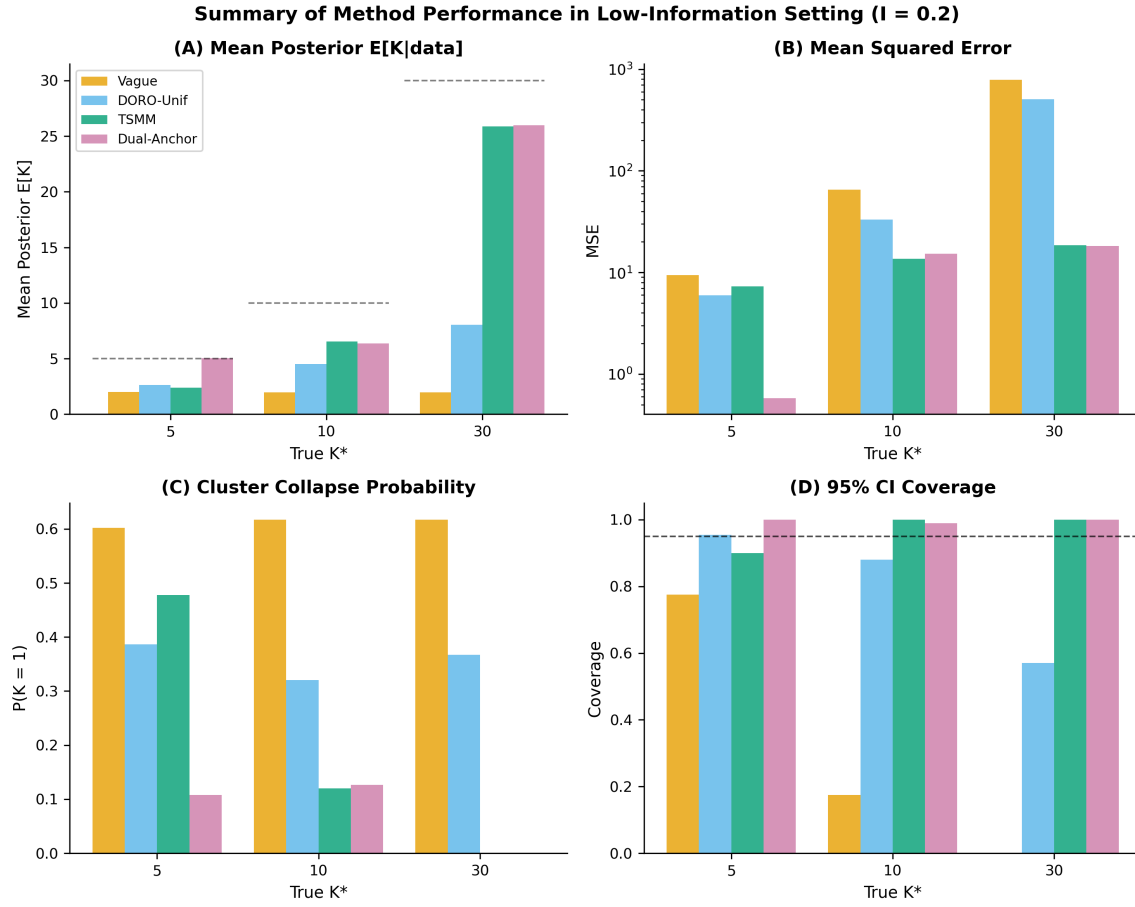 Summary of Method Performance in Low-Information Setting (I = 0.2)
(A) Mean Posterior E[K|data]
Mean Posterior E[K]
30
25
20
15
10
5
0
Vague
DORO-Unif
TSMM
Dual-Anchor
5
10
30
True K*
(B) Mean Squared Error
MSE
10³
10²
10¹
10⁰
5
10
30
True K*
(C) Cluster Collapse Probability
P(K = 1)
0.6
0.5
0.4
0.3
0.2
0.1
0.0
5
10
30
True K*
(D) 95% CI Coverage
Coverage
1.0
0.8
0.6
0.4
0.2
0.0
5
10
30
True K*